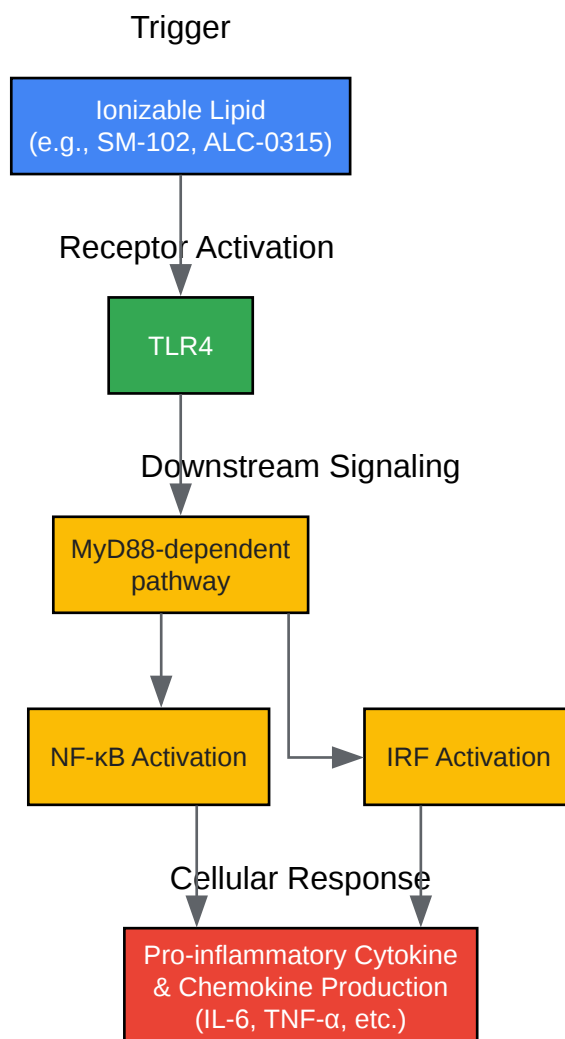 Trigger
Ionizable Lipid
(e.g., SM-102, ALC-0315)
Receptor Activation
TLR4
Downstream Signaling
MyD88-dependent
pathway
NF-κB Activation
IRF Activation
Cellular Response
Pro-inflammatory Cytokine
& Chemokine Production
(IL-6, TNF-α, etc.)